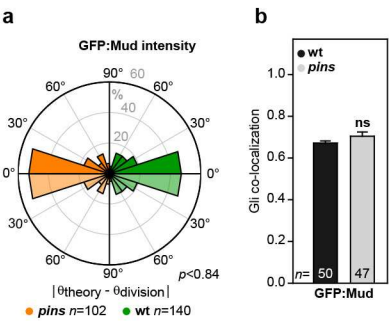 a
GFP:Mud intensity
90° 60
60° % 60°
40
30° 20 30°
0° 0°
30° 30°
60° 60°
90°
p<0.84
|θtheory - θdivision|
pins n=102 wt n=140
b
wt
pins
1.0
0.8
ns
0.6
0.4
0.2
0.0
Gli co-localization
n= 50 47
GFP:Mud